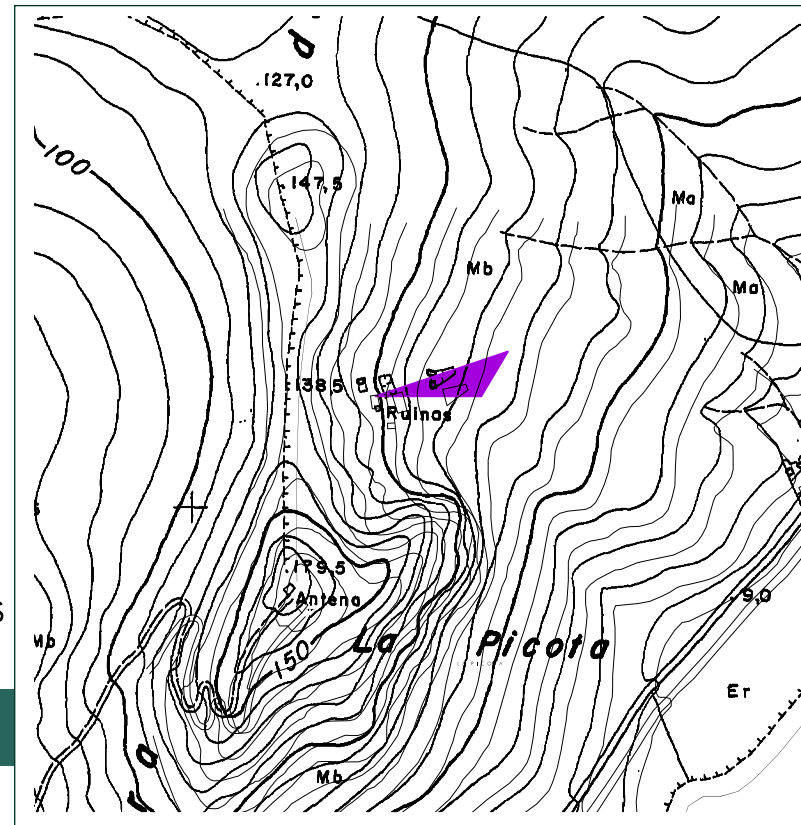 d
127,0
100
147,5
Ma
Mb
Ma
138,5
Ruinas
179,5
Antena
9,0
La Picota
150
Mb
Er
Mb
ra